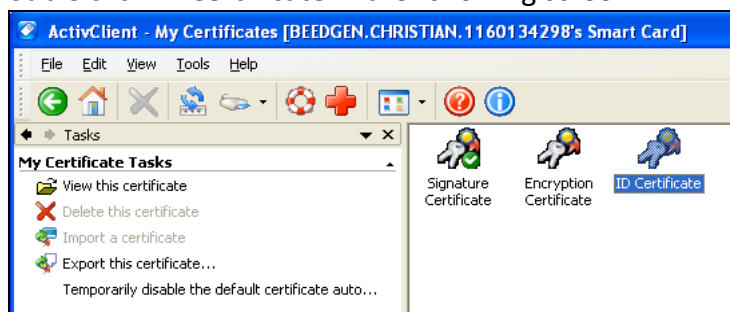 ActivClient - My Certificates [BEEDGEN.CHRISTIAN.1160134298's Smart Card]
File Edit View Tools Help
Tasks
My Certificate Tasks
View this certificate
Delete this certificate
Import a certificate
Export this certificate...
Temporarily disable the default certificate auto...
Signature Certificate
Encryption Certificate
ID Certificate